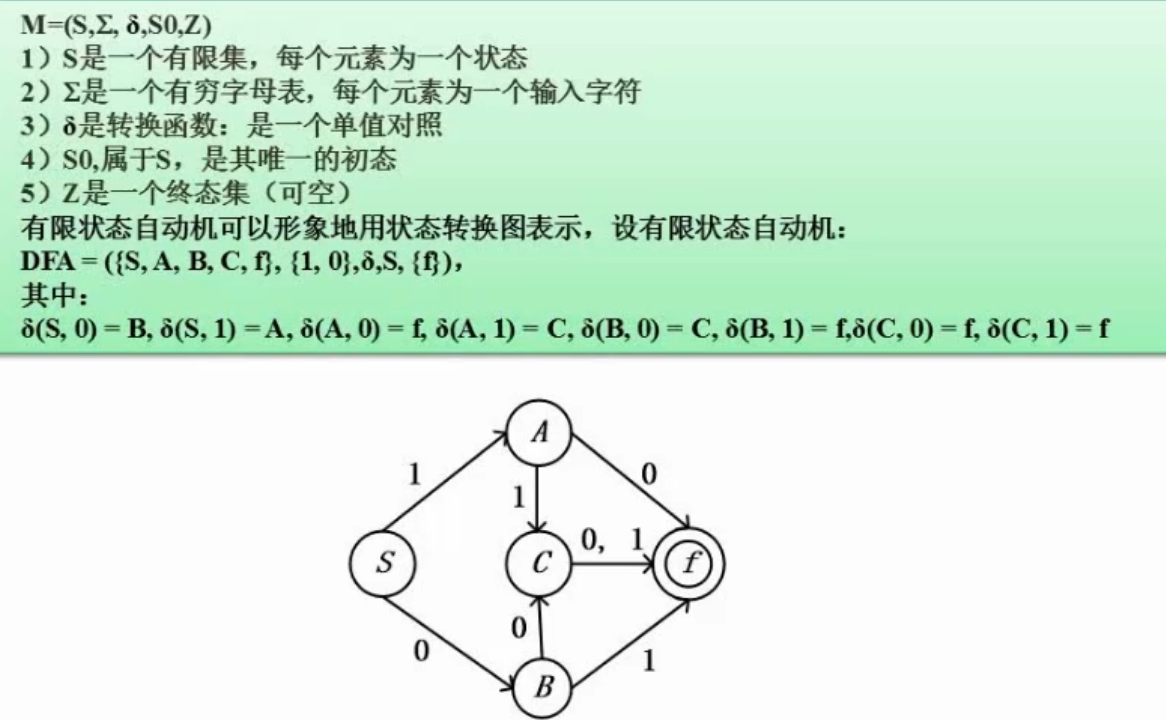 M=(S,Σ, δ,S0,Z)
1）S是一个有限集，每个元素为一个状态
2）Σ是一个有穷字母表，每个元素为一个输入字符
3）δ是转换函数：是一个单值对照
4）S0,属于S，是其唯一的初态
5）Z是一个终态集（可空）
有限状态自动机可以形象地用状态转换图表示，设有限状态自动机：
DFA = ({S, A, B, C, f}, {1, 0},δ,S, {f})，
其中：
δ(S, 0) = B, δ(S, 1) = A, δ(A, 0) = f, δ(A, 1) = C, δ(B, 0) = C, δ(B, 1) = f,δ(C, 0) = f, δ(C, 1) = f
A
1
0
1
0, 1
S
C
f
0
0
1
B